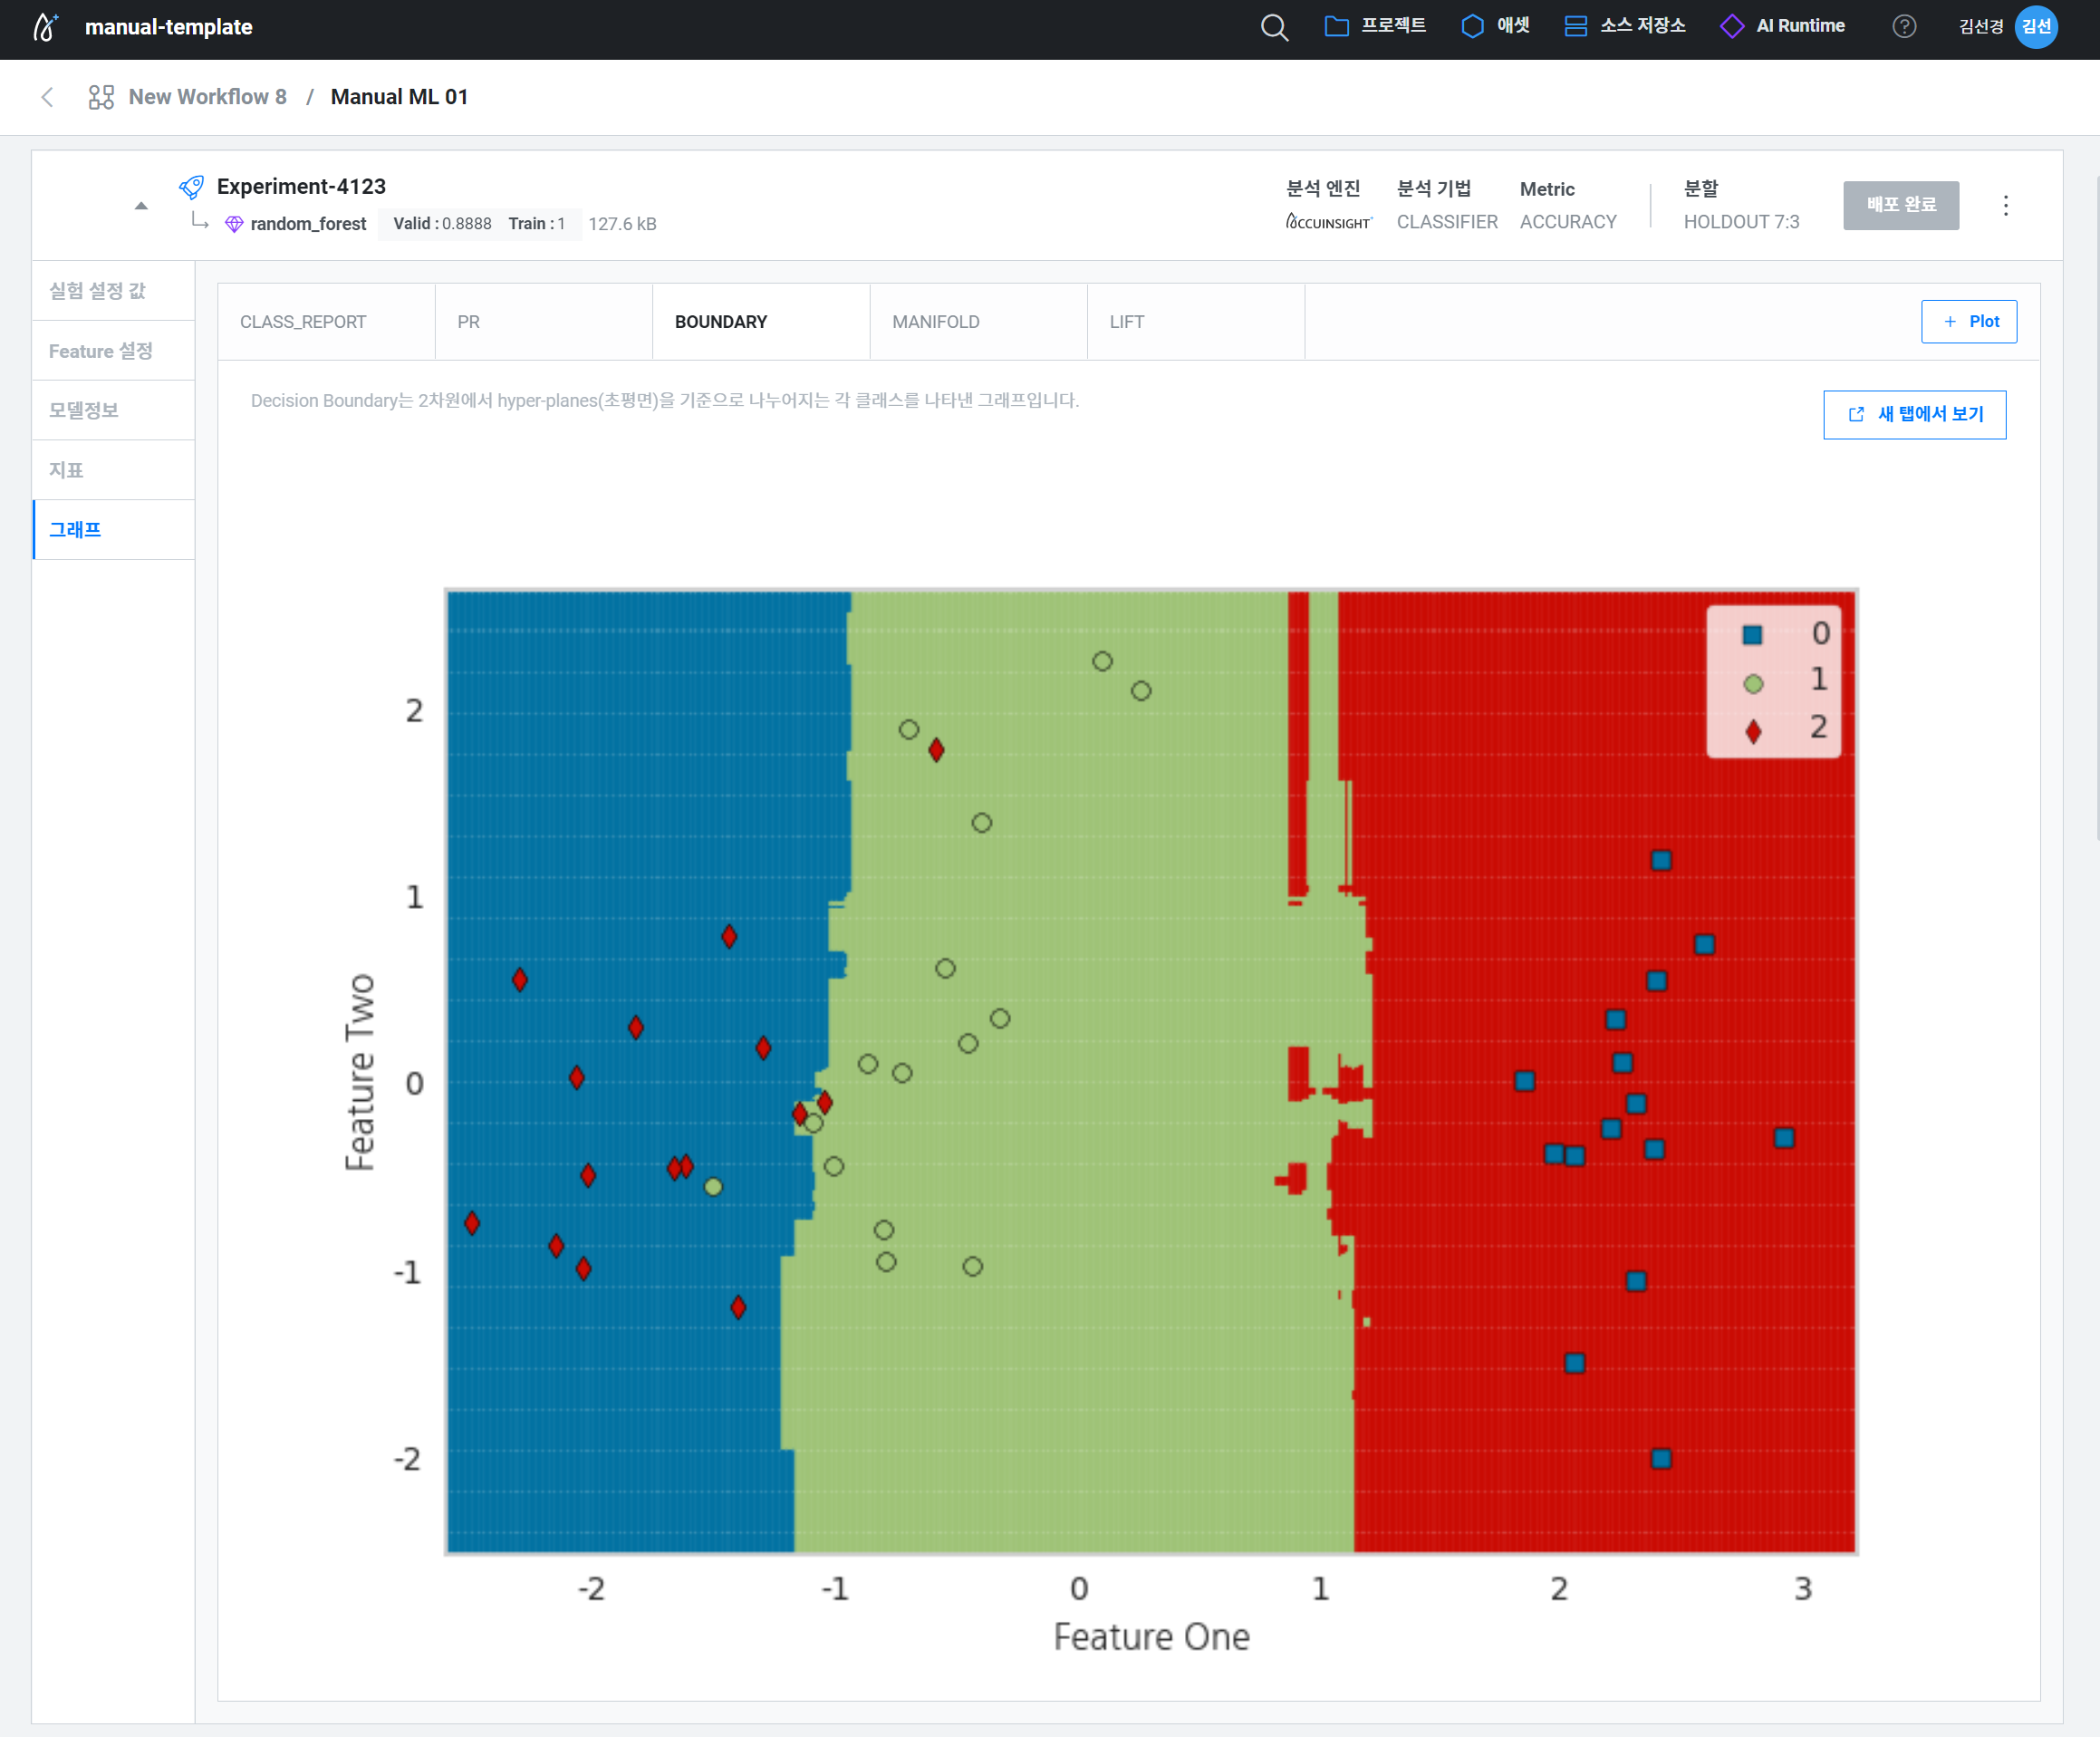 manual-template
프로젝트
애셋
소스 저장소
AI Runtime
?
김선경
김선
New Workflow 8 / Manual ML 01
Experiment-4123
random_forest Valid : 0.8888 Train : 1 127.6 kB
분석 엔진
ACCUINSIGHT+
분석 기법
CLASSIFIER
Metric
ACCURACY
분할
HOLDOUT 7:3
배포 완료
실험 설정 값
Feature 설정
모델정보
지표
그래프
CLASS_REPORT
PR
BOUNDARY
MANIFOLD
LIFT
+ Plot
Decision Boundary는 2차원에서 hyper-planes(초평면)을 기준으로 나누어지는 각 클래스를 나타낸 그래프입니다.
새 탭에서 보기
0
1
2
2
1
0
-1
-2
Feature Two
-2 -1 0 1 2 3
Feature One